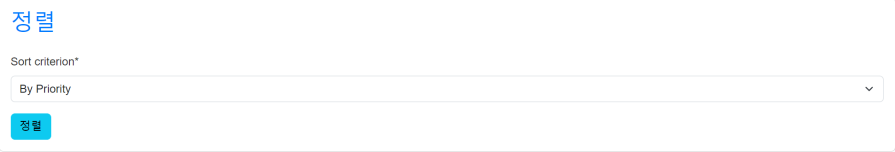 정렬
Sort criterion*
By Priority
정렬